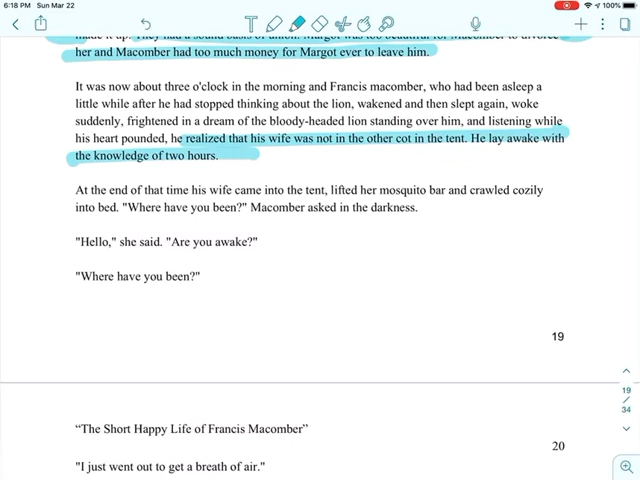 6:18 PM Sun Mar 22
100%
her and Macomber had too much money for Margot ever to leave him.
It was now about three o'clock in the morning and Francis macomber, who had been asleep a
little while after he had stopped thinking about the lion, wakened and then slept again, woke
suddenly, frightened in a dream of the bloody-headed lion standing over him, and listening while
his heart pounded, he realized that his wife was not in the other cot in the tent. He lay awake with
the knowledge of two hours.
At the end of that time his wife came into the tent, lifted her mosquito bar and crawled cozily
into bed. "Where have you been?" Macomber asked in the darkness.
"Hello," she said. "Are you awake?"
"Where have you been?"
19
19
/
34
“The Short Happy Life of Francis Macomber”
20
"I just went out to get a breath of air."